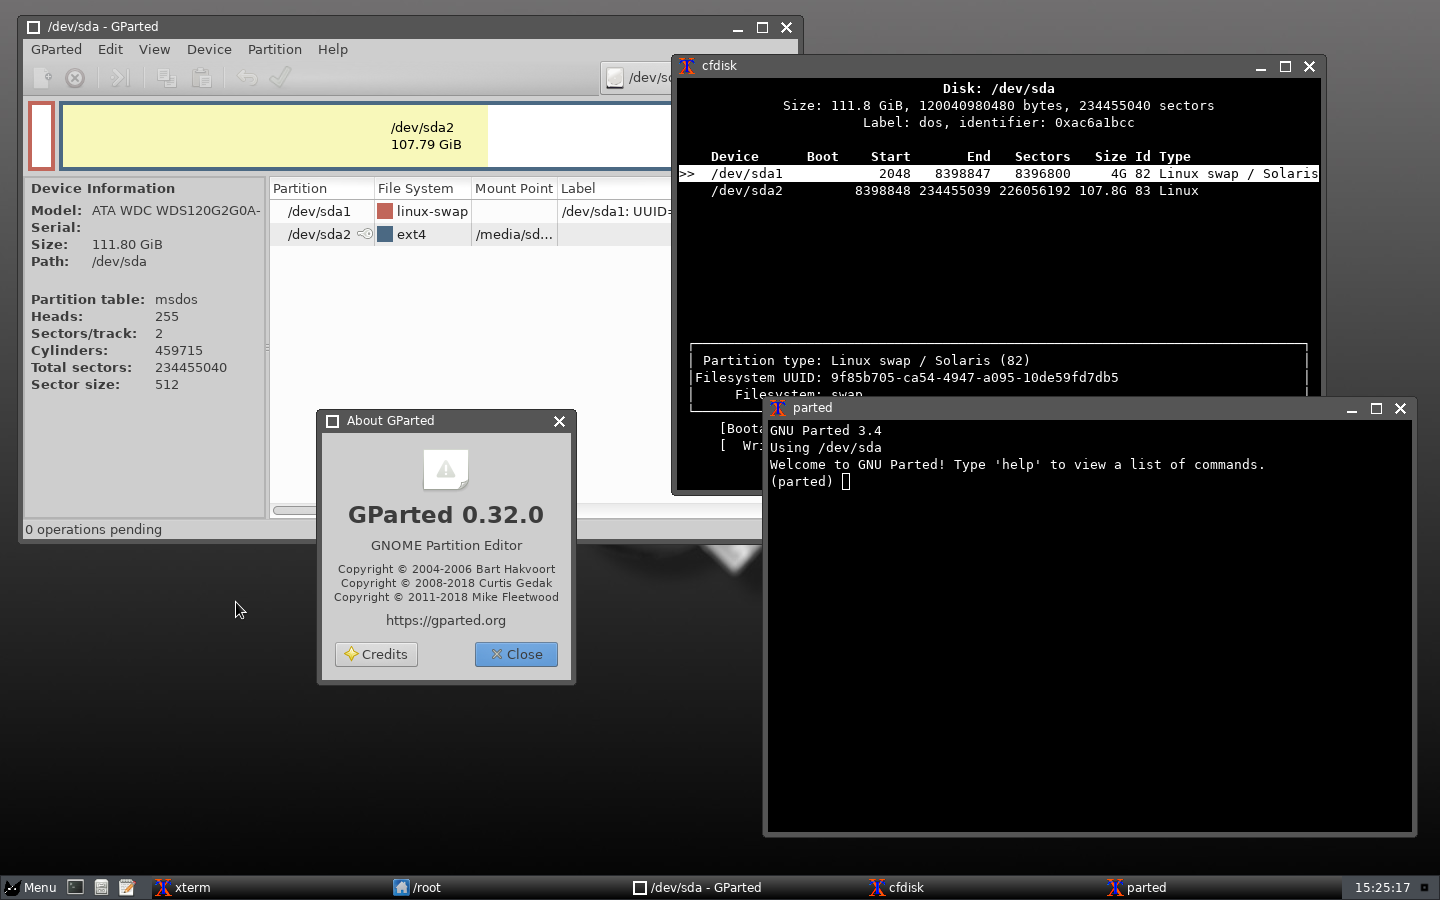 /dev/sda - GParted
GParted Edit View Device Partition Help
/dev/sda2
107.79 GiB
Device Information
Model: ATA WDC WDS120G2G0A-
Serial:
Size: 111.80 GiB
Path: /dev/sda
Partition table: msdos
Heads: 255
Sectors/track: 2
Cylinders: 459715
Total sectors: 234455040
Sector size: 512
Partition File System Mount Point Label
/dev/sda1 linux-swap /dev/sda1: UUID=
/dev/sda2 ext4 /media/sd...
0 operations pending
cfdisk
Disk: /dev/sda
Size: 111.8 GiB, 120040980480 bytes, 234455040 sectors
Label: dos, identifier: 0xac6a1bcc
Device Boot Start End Sectors Size Id Type
>> /dev/sda1 2048 8398847 8396800 4G 82 Linux swap / Solaris
/dev/sda2 8398848 234455039 226056192 107.8G 83 Linux
Partition type: Linux swap / Solaris (82)
Filesystem UUID: 9f85b705-ca54-4947-a095-10de59fd7db5
Filesystem: swap
About GParted
GParted 0.32.0
GNOME Partition Editor
Copyright © 2004-2006 Bart Hakvoort
Copyright © 2008-2018 Curtis Gedak
Copyright © 2011-2018 Mike Fleetwood
https://gparted.org
Credits Close
parted
GNU Parted 3.4
Using /dev/sda
Welcome to GNU Parted! Type 'help' to view a list of commands.
(parted)
Menu xterm /root /dev/sda - GParted cfdisk parted 15:25:17